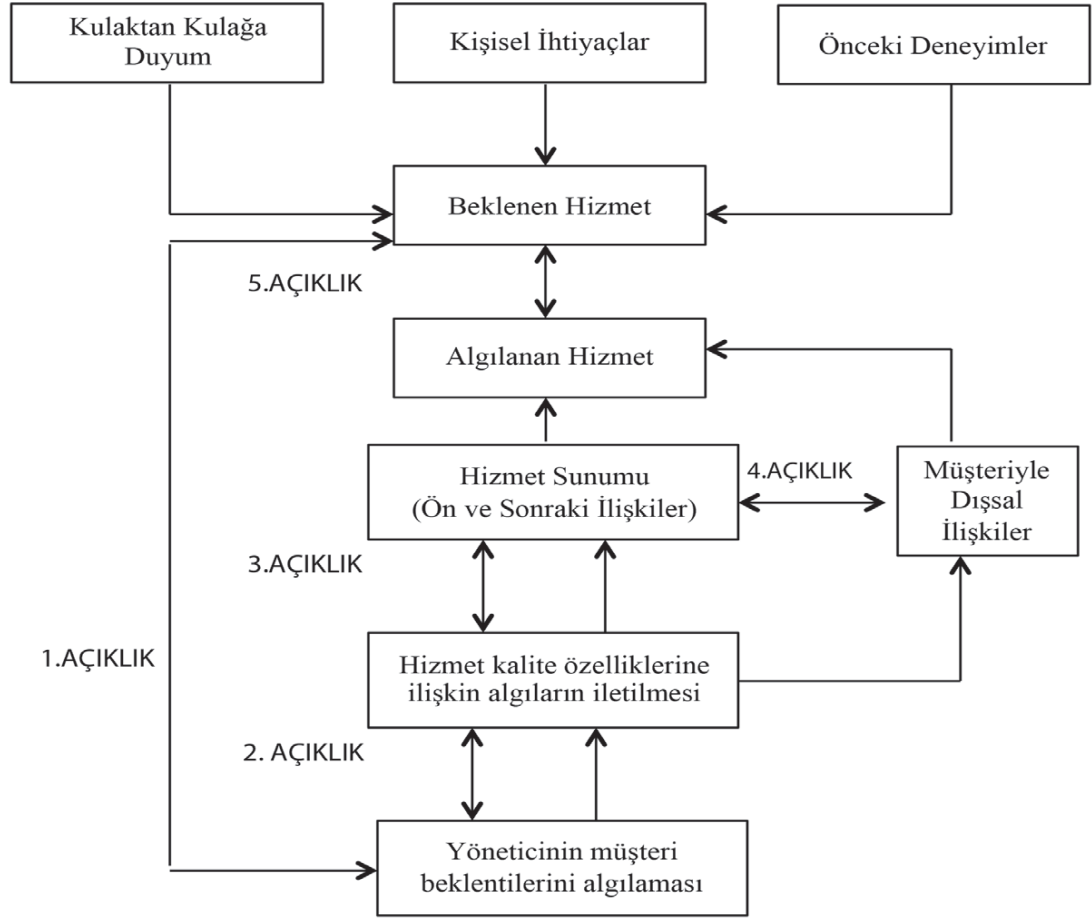 Kulaktan Kulağa
Duyum
Kişisel İhtiyaçlar
Önceki Deneyimler
Beklenen Hizmet
5.AÇIKLIK
Algılanan Hizmet
Hizmet Sunumu
(Ön ve Sonraki İlişkiler)
4.AÇIKLIK
Müşteriyle
Dışsal
İlişkiler
3.AÇIKLIK
1.AÇIKLIK
Hizmet kalite özelliklerine
ilişkin algıların iletilmesi
2. AÇIKLIK
Yöneticinin müşteri
beklentilerini algılaması